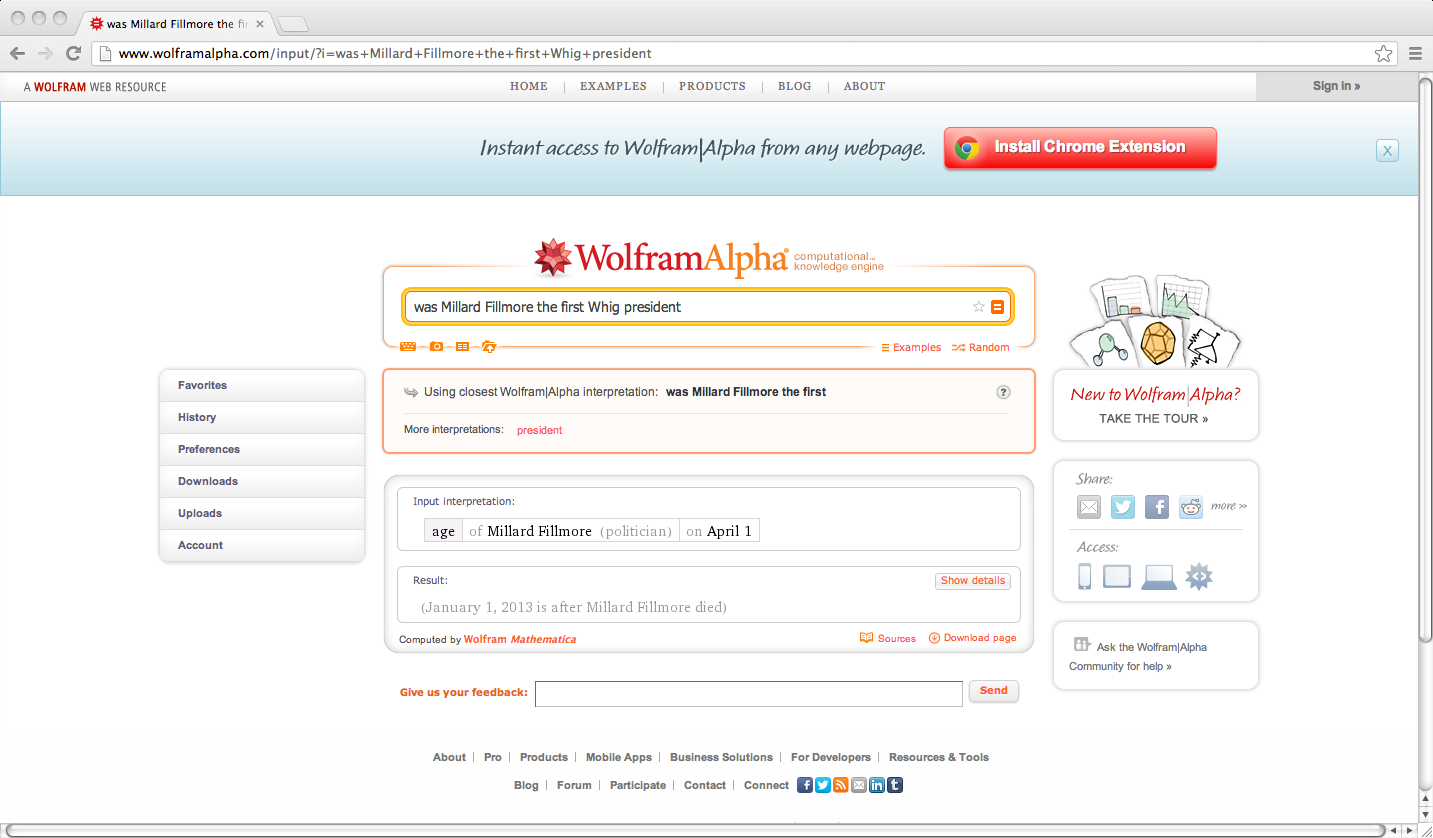 was Millard Fillmore the fir
www.wolframalpha.com/input/?i=was+Millard+Fillmore+the+first+Whig+president
A WOLFRAM WEB RESOURCE
HOME | EXAMPLES | PRODUCTS | BLOG | ABOUT
Sign in »
Instant access to Wolfram|Alpha from any webpage.
Install Chrome Extension
X
WolframAlpha® computational...
knowledge engine
was Millard Fillmore the first Whig president
Examples Random
Using closest Wolfram|Alpha interpretation: was Millard Fillmore the first
?
More interpretations: president
Favorites
History
Preferences
Downloads
Uploads
Account
Input interpretation:
age of Millard Fillmore (politician) on April 1
Result:
Show details
(January 1, 2013 is after Millard Fillmore died)
Computed by Wolfram Mathematica
Sources Download page
Give us your feedback:
Send
New to Wolfram|Alpha?
TAKE THE TOUR »
Share:
more »
Access:
Ask the Wolfram|Alpha
Community for help »
About | Pro | Products | Mobile Apps | Business Solutions | For Developers | Resources & Tools
Blog | Forum | Participate | Contact | Connect